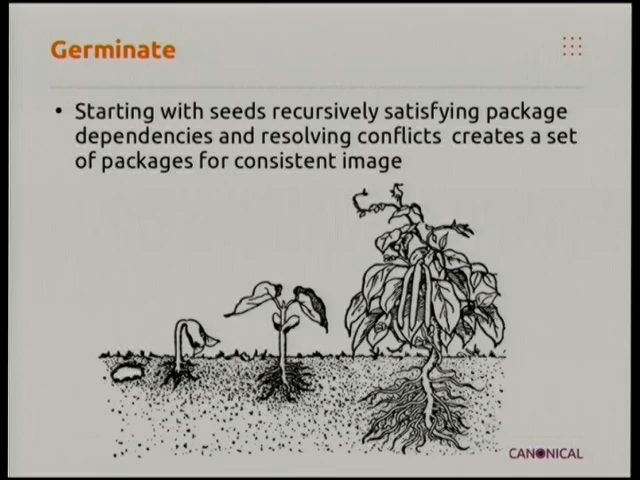 Germinate
• Starting with seeds recursively satisfying package
dependencies and resolving conflicts creates a set
of packages for consistent image
CANONICAL